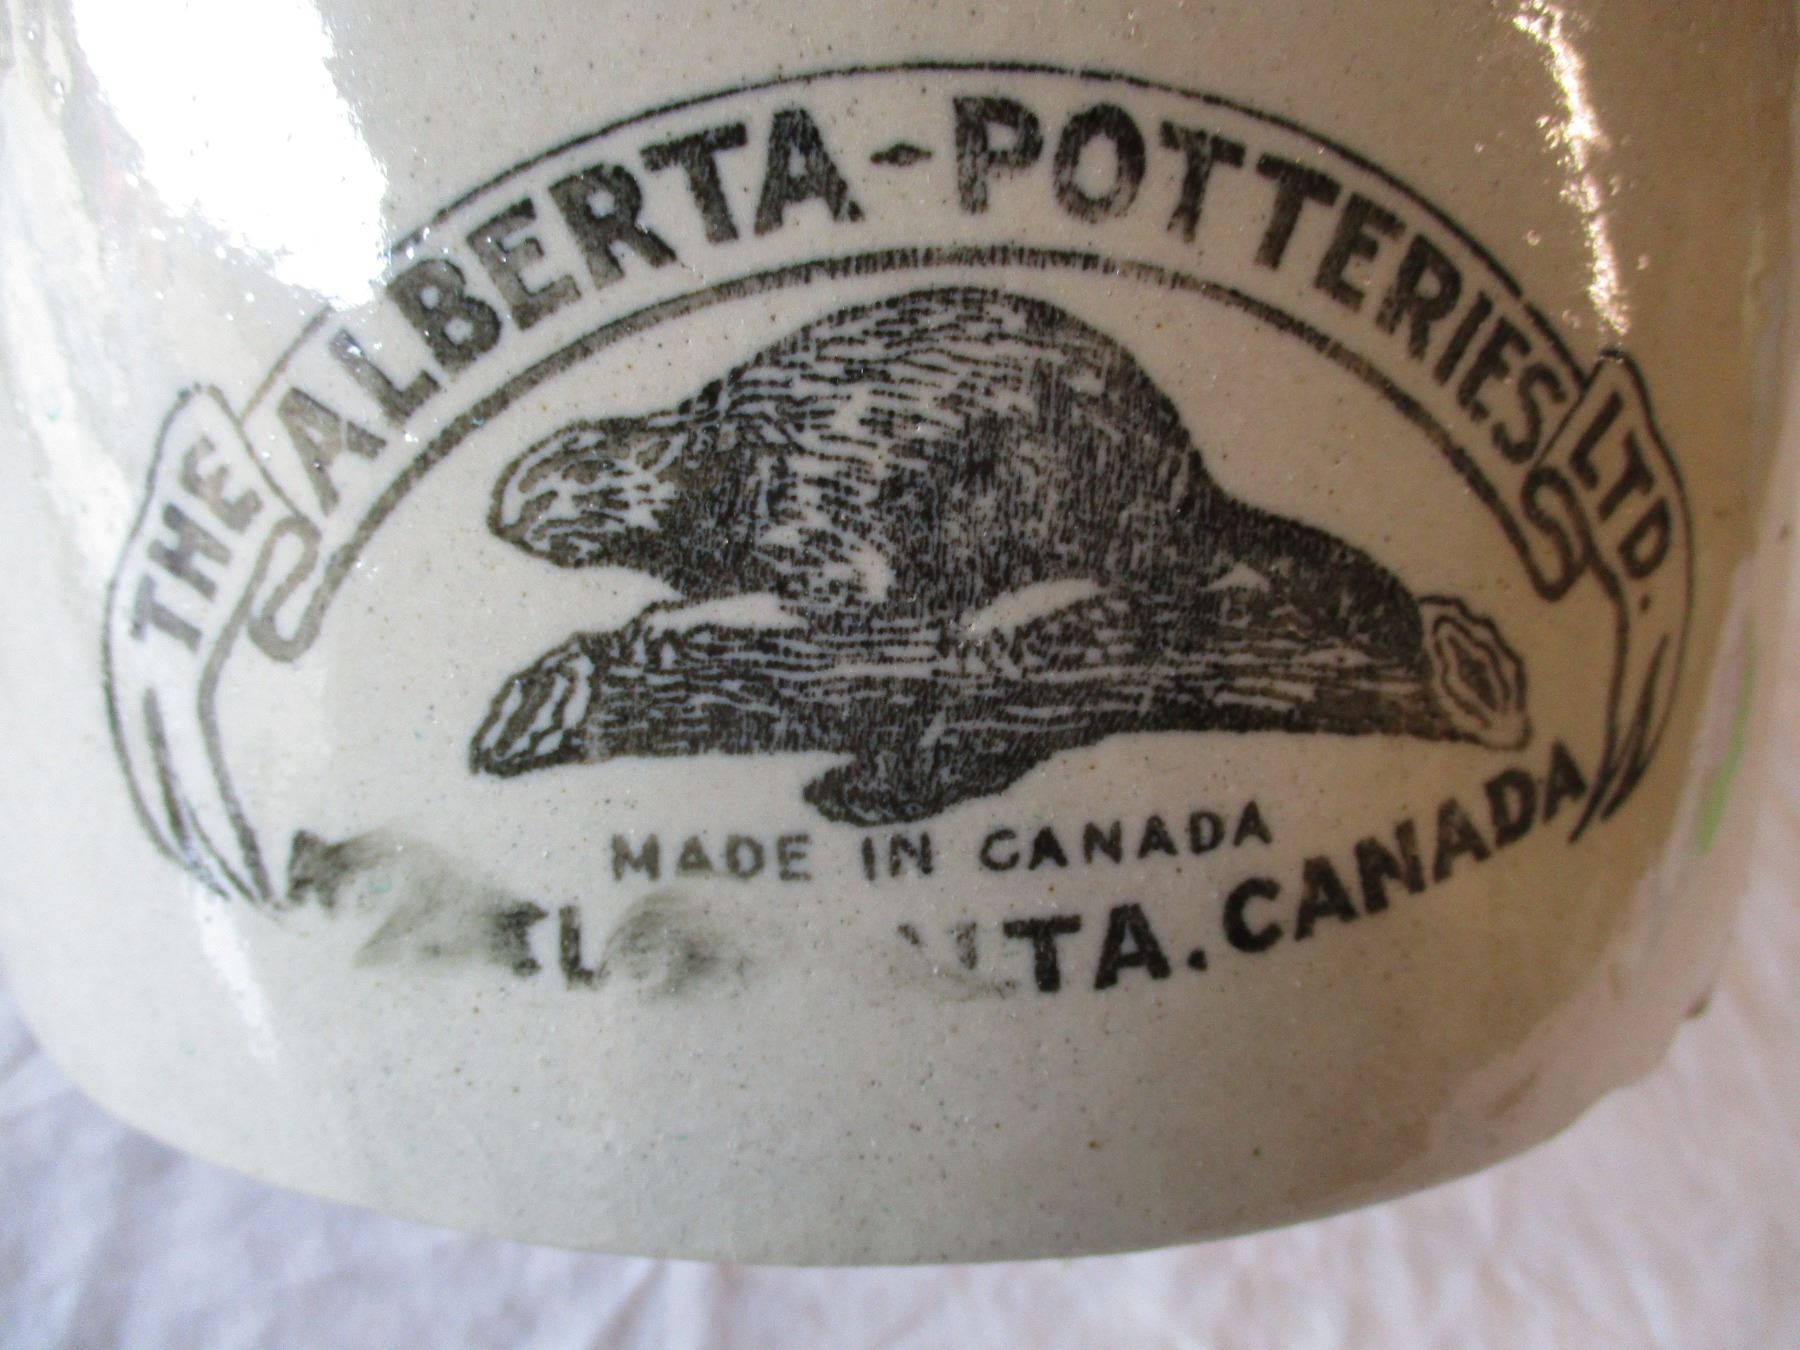 THE ALBERTA-POTTERIES LTD.
MADE IN CANADA
TA. CANADA